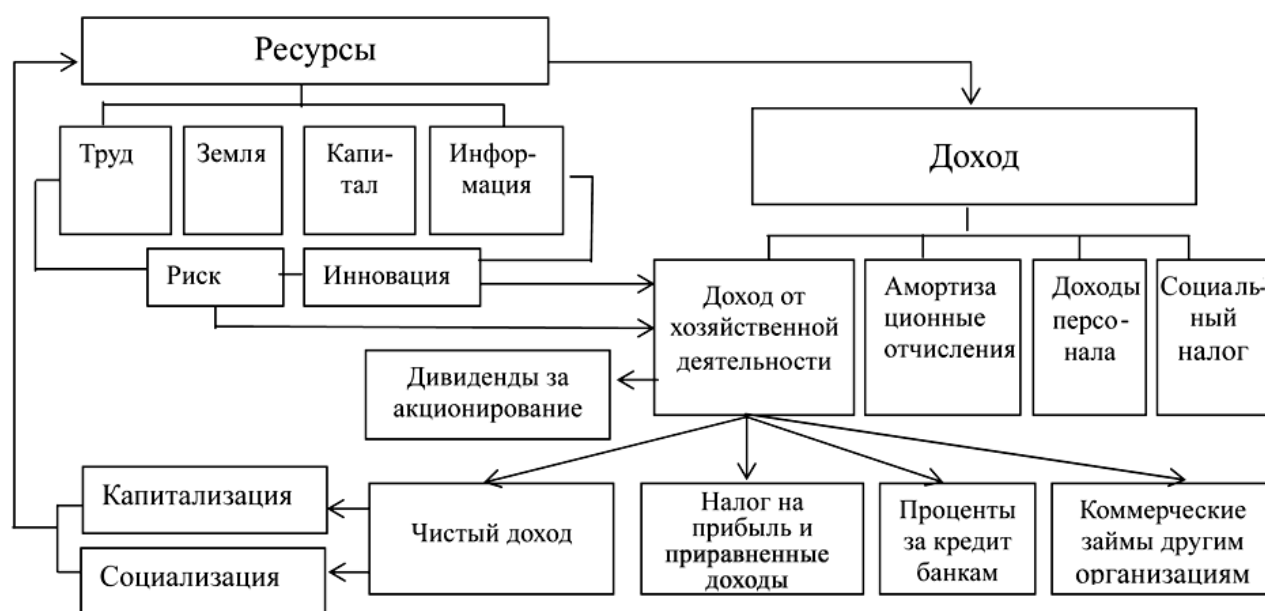 Ресурсы
Труд
Земля
Капи-
тал
Инфор-
мация
Доход
Риск
Инновация
Доход от
хозяйственной
деятельности
Амортиза
ционные
отчисления
Доходы
персо-
нала
Социаль-
ный
налог
Дивиденды за
акционирование
Капитализация
Социализация
Чистый доход
Налог на
прибыль и
приравненные
доходы
Проценты
за кредит
банкам
Коммерческие
займы другим
организациям